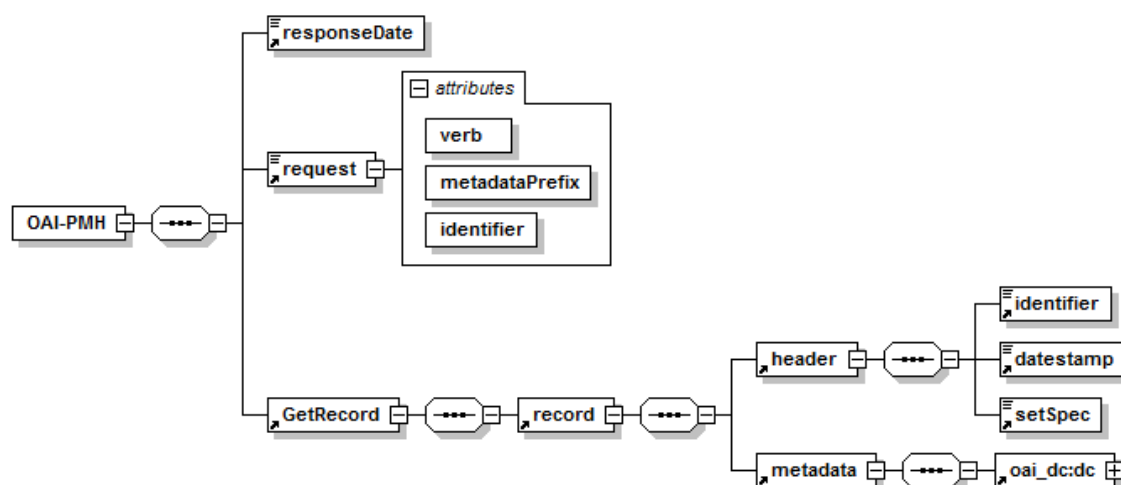 responseDate
attributes
verb
request
metadataPrefix
identifier
OAI-PMH
identifier
header
datestamp
GetRecord
record
setSpec
metadata
oai_dc:dc